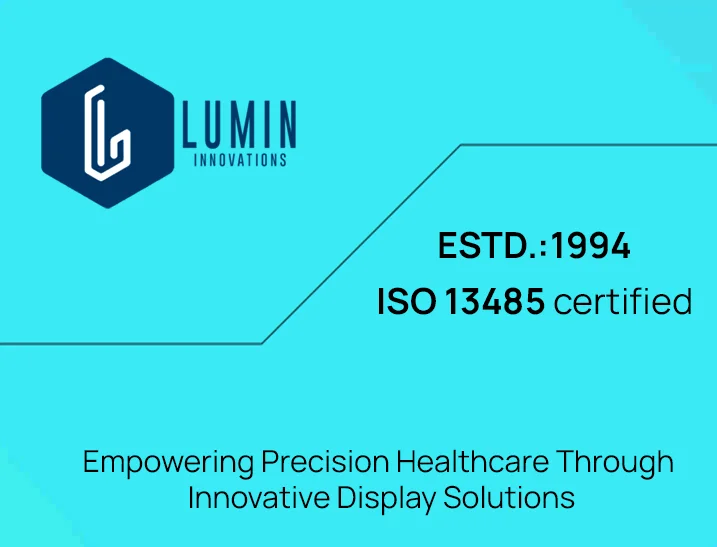 LUMIN
INNOVATIONS
ESTD.:1994
ISO 13485 certified
Empowering Precision Healthcare Through
Innovative Display Solutions